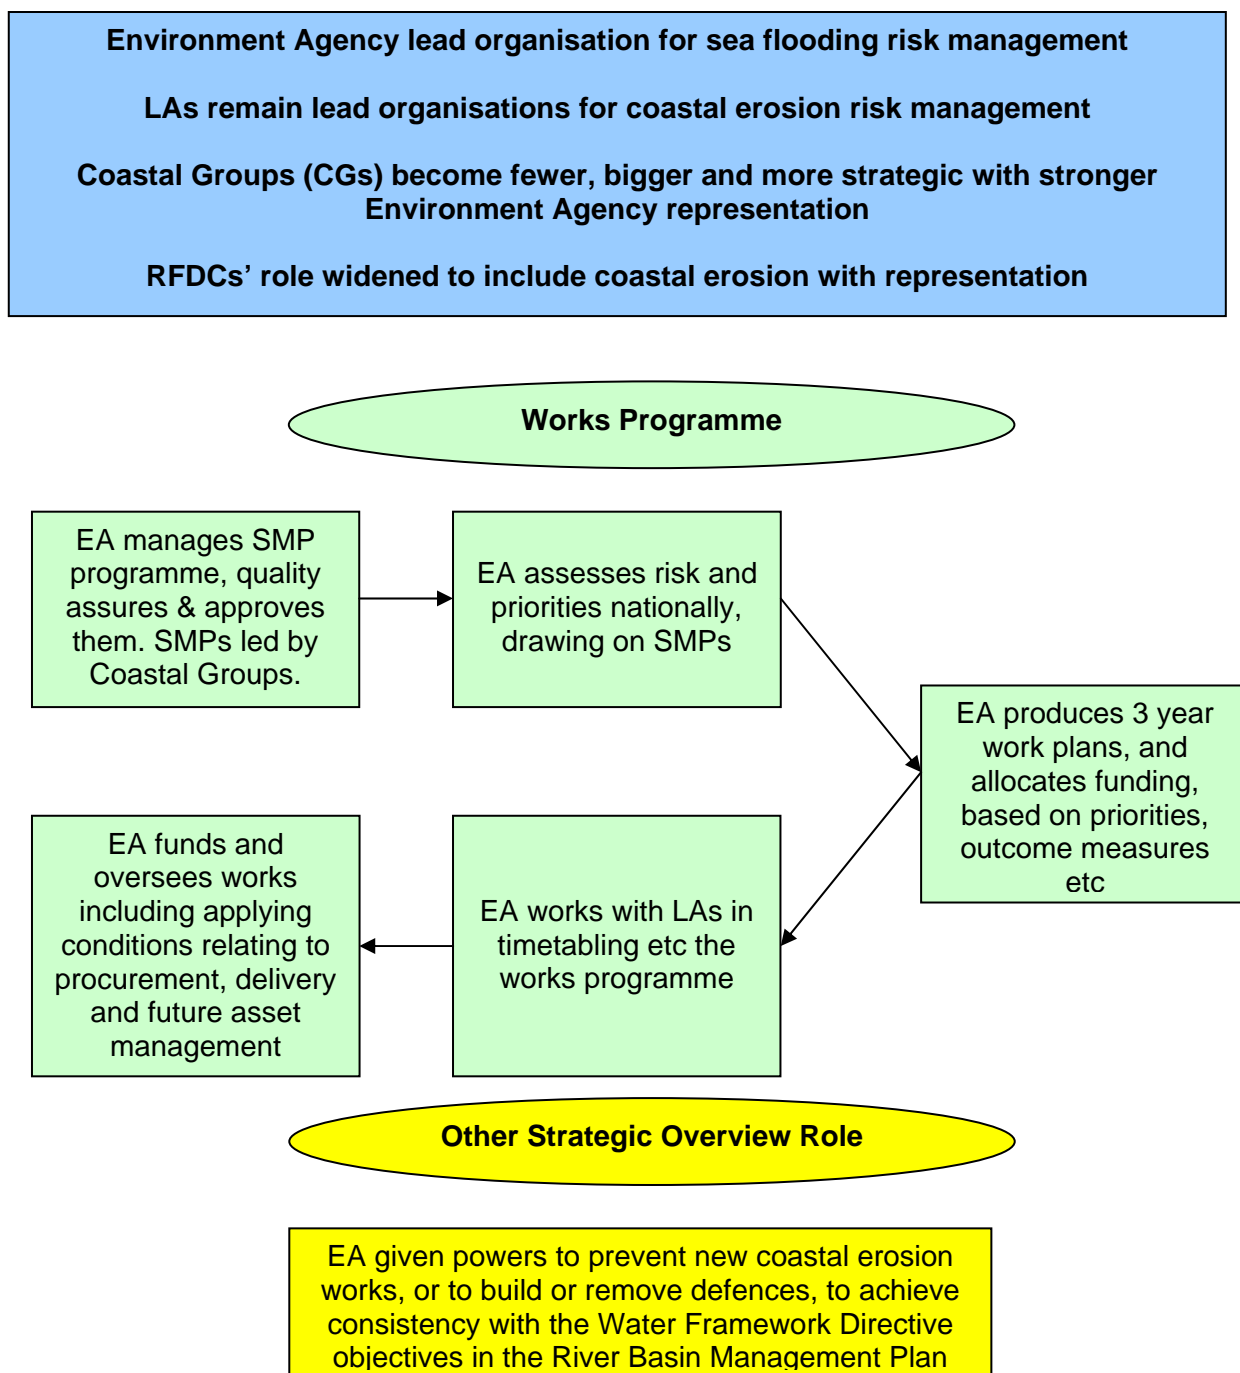 Environment Agency lead organisation for sea flooding risk management
LAs remain lead organisations for coastal erosion risk management
Coastal Groups (CGs) become fewer, bigger and more strategic with stronger
Environment Agency representation
RFDCs’ role widened to include coastal erosion with representation
Works Programme
EA manages SMP
programme, quality
assures & approves
them. SMPs led by
Coastal Groups.
EA assesses risk and
priorities nationally,
drawing on SMPs
EA produces 3 year
work plans, and
allocates funding,
based on priorities,
outcome measures
etc
EA works with LAs in
timetabling etc the
works programme
EA funds and
oversees works
including applying
conditions relating to
procurement, delivery
and future asset
management
Other Strategic Overview Role
EA given powers to prevent new coastal erosion
works, or to build or remove defences, to achieve
consistency with the Water Framework Directive
objectives in the River Basin Management Plan